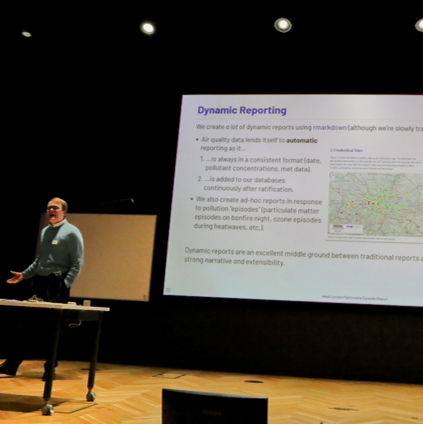 Dynamic Reporting
We create a lot of dynamic reports using rmarkdown (although we're slowly
• Air quality data lends itself to automatic
reporting as it...
1. ...is always in a consistent format (date,
pollutant concentrations, met data).
2. ...is added to our databases
continuously after ratification.
• We also create ad-hoc reports in response
to pollution "episodes" (particulate matter
episodes on bonfire night, ozone episodes
during heatwaves, etc.).
Dynamic reports are an excellent middle ground between traditional reports
strong narrative and extensibility.